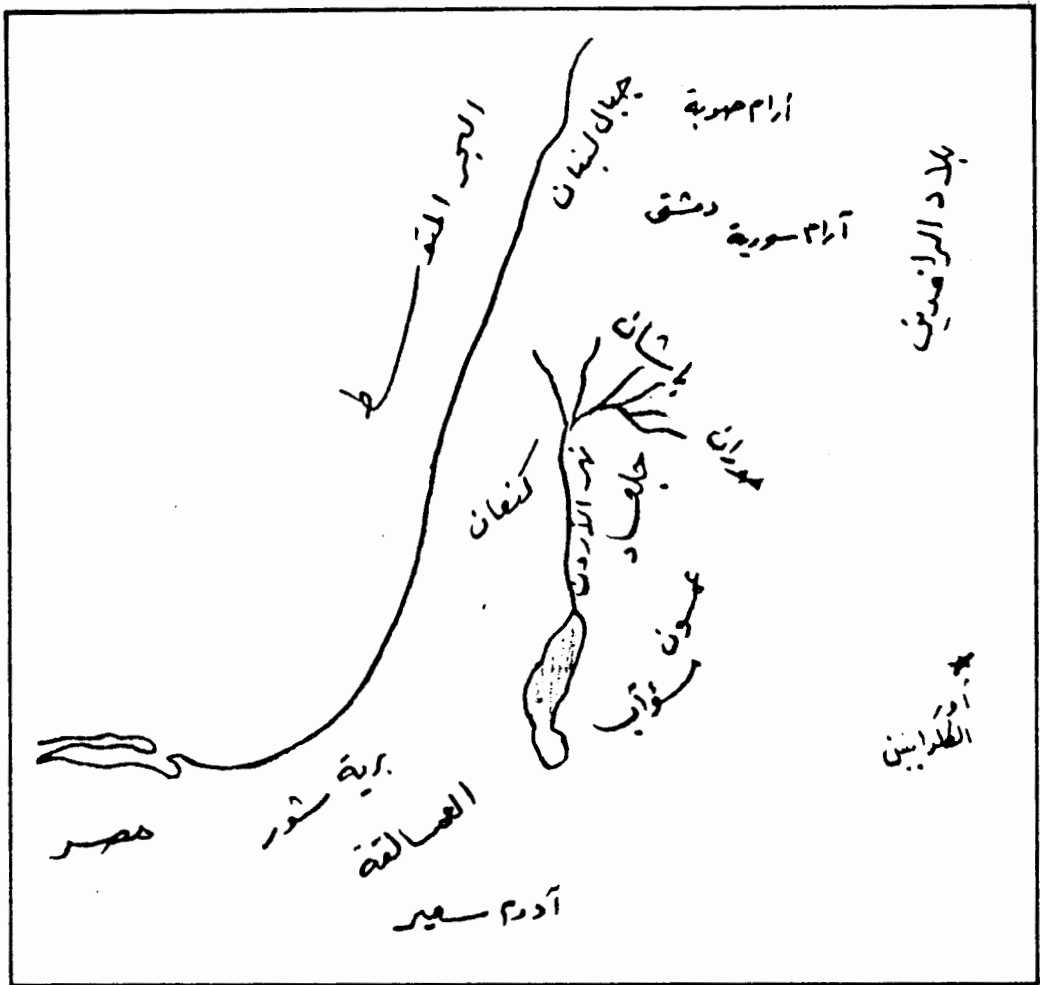 أرام صوبة
جبال لبنان
البحر المتوسط
دمشق
آرام سورية
بلاد الرافدين
باشان
حوران
نهر الأردن
جلعاد
كنعان
عمون
مؤاب
أور
الكلدانيين
برية
شور
العمالقة
مصر
آدوم سعير